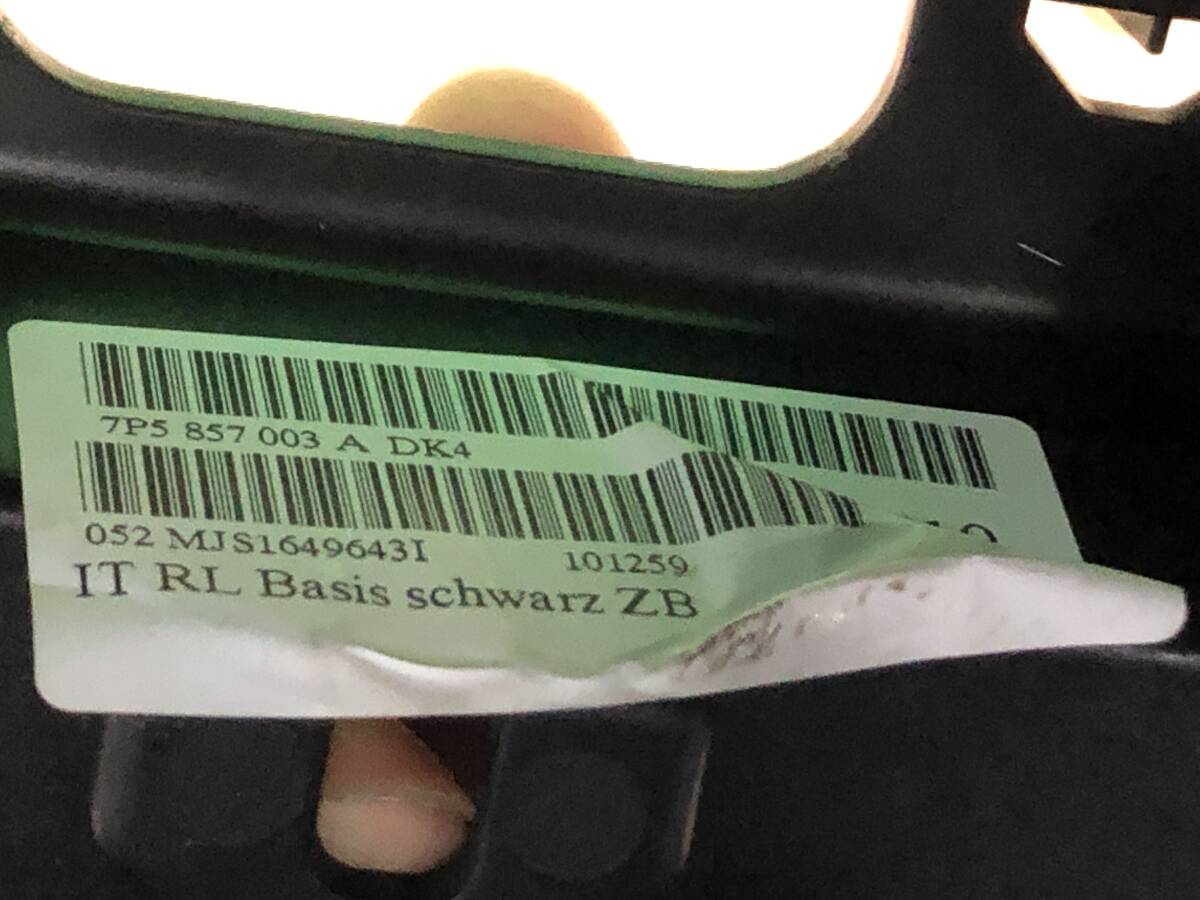 7P5 857 003 A DK4
052 MJS1649643I 101259
IT RL Basis schwarz ZB